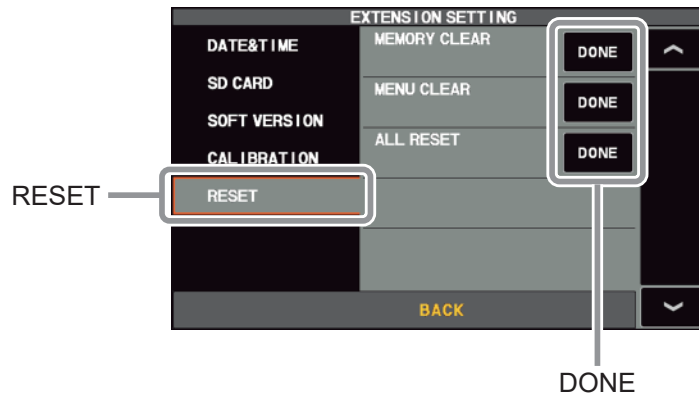 EXTENSION SETTING
DATE&TIME
SD CARD
SOFT VERSION
CALIBRATION
RESET
MEMORY CLEAR
DONE
MENU CLEAR
DONE
ALL RESET
DONE
BACK
RESET
DONE